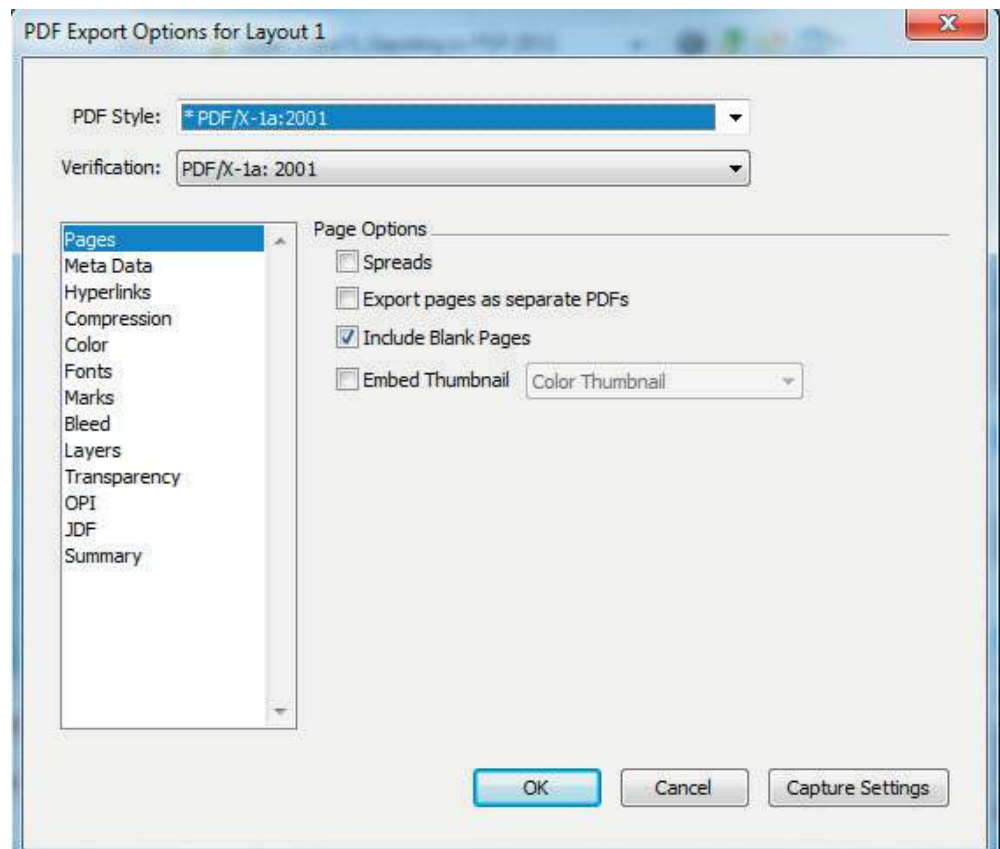 PDF Export Options for Layout 1
PDF Style: * PDF/X-1a:2001
Verification: PDF/X-1a: 2001
Pages
Meta Data
Hyperlinks
Compression
Color
Fonts
Marks
Bleed
Layers
Transparency
OPI
JDF
Summary
Page Options
Spreads
Export pages as separate PDFs
Include Blank Pages
Embed Thumbnail Color Thumbnail
OK Cancel Capture Settings